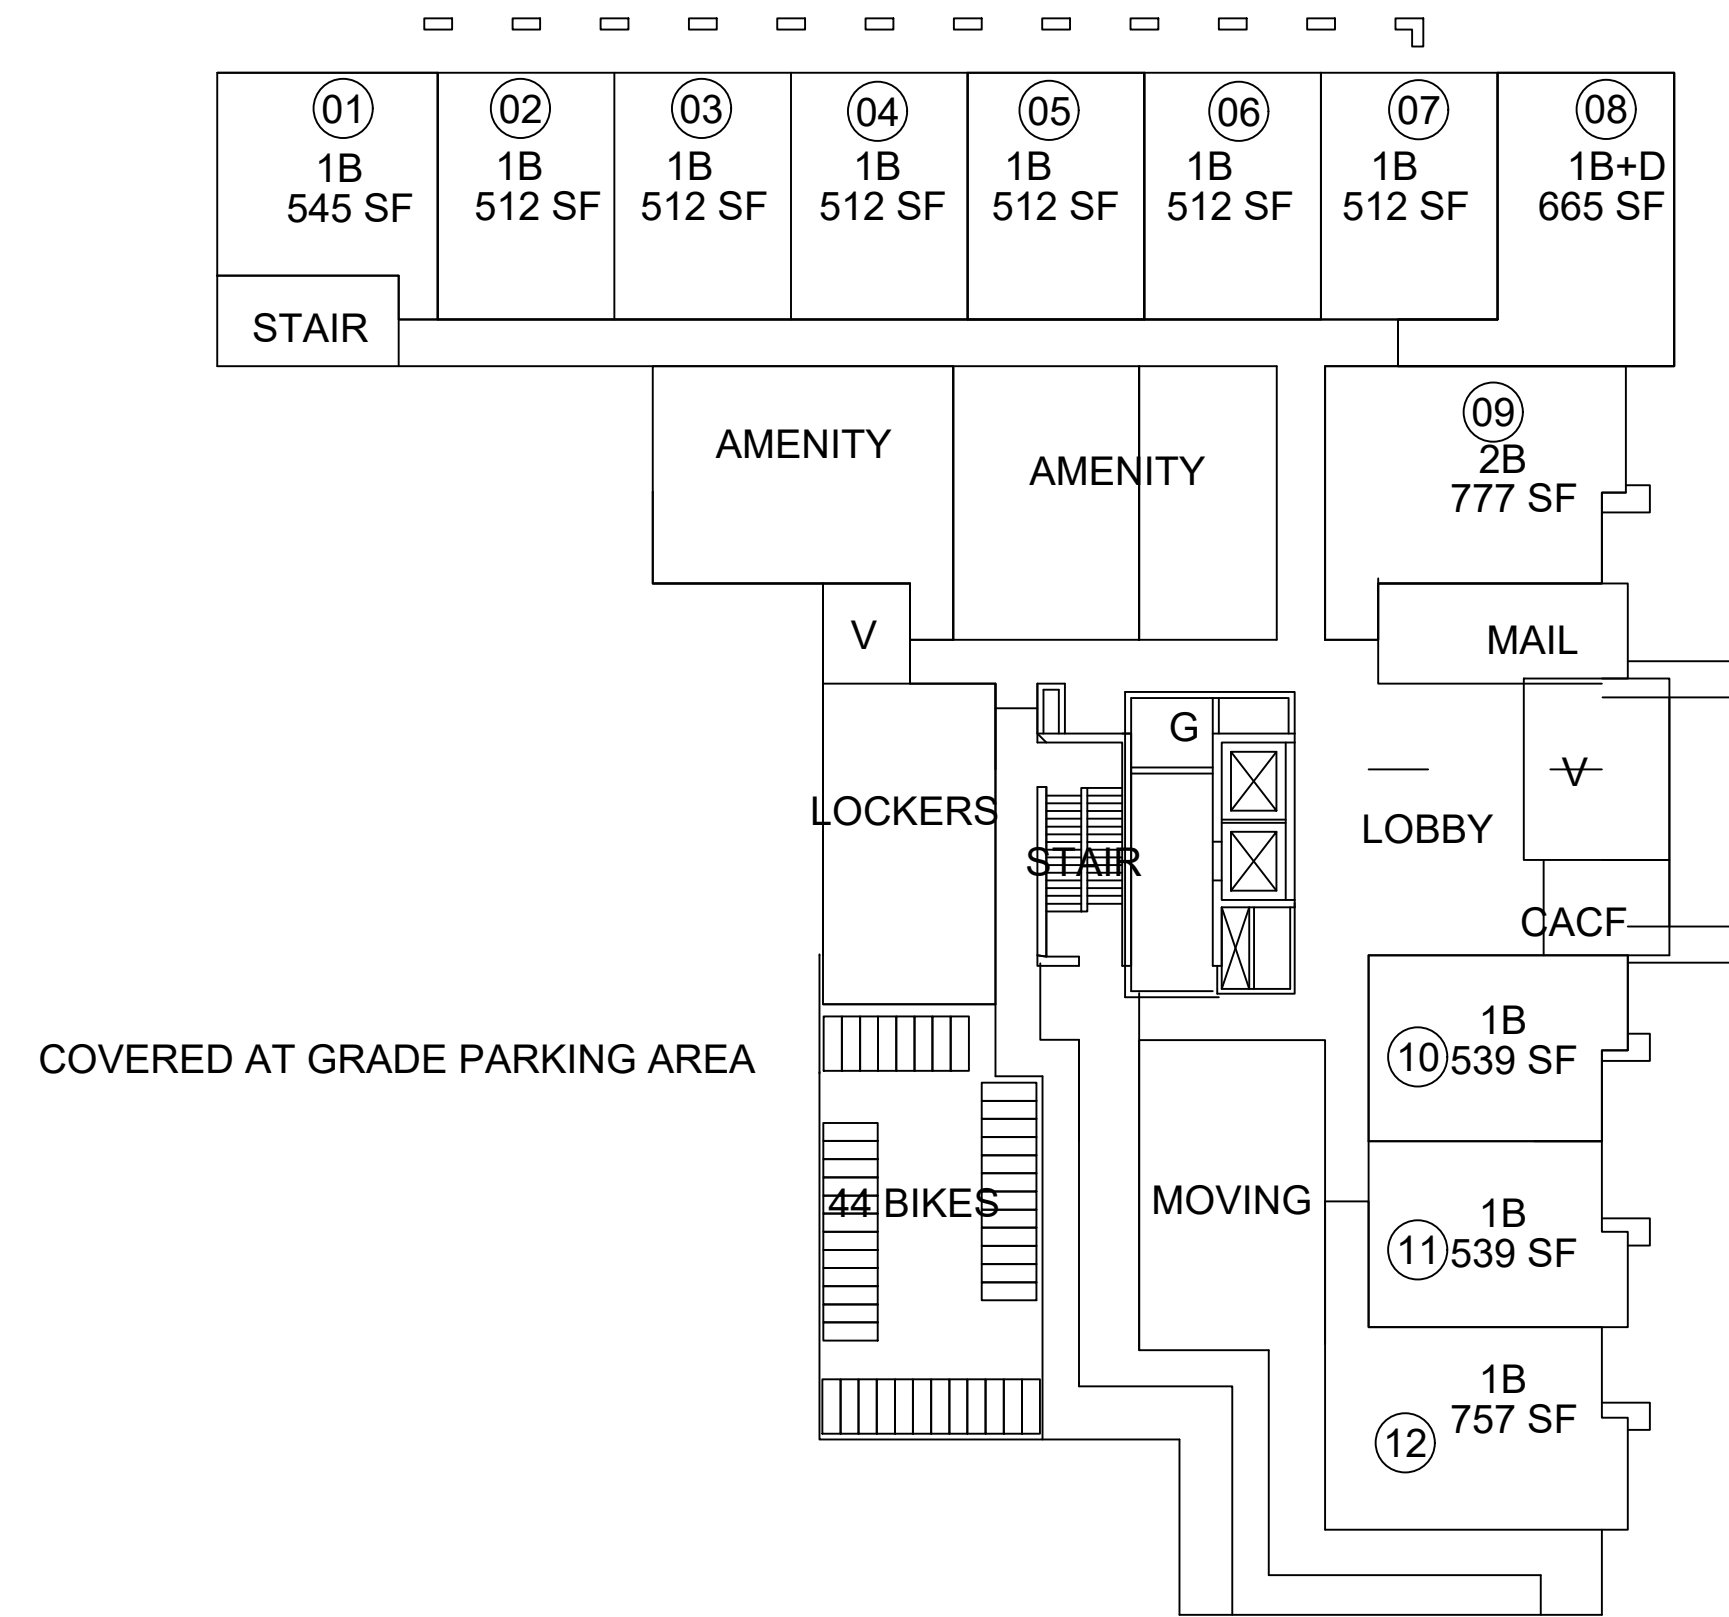 01
1B
545 SF
02
1B
512 SF
03
1B
512 SF
04
1B
512 SF
05
1B
512 SF
06
1B
512 SF
07
1B
512 SF
08
1B+D
665 SF
STAIR
AMENITY
AMENITY
09
2B
777 SF
V
MAIL
G
LOCKERS
STAIR
LOBBY
V
CACF
COVERED AT GRADE PARKING AREA
10
1B
539 SF
44 BIKES
MOVING
11
1B
539 SF
1B
757 SF
12